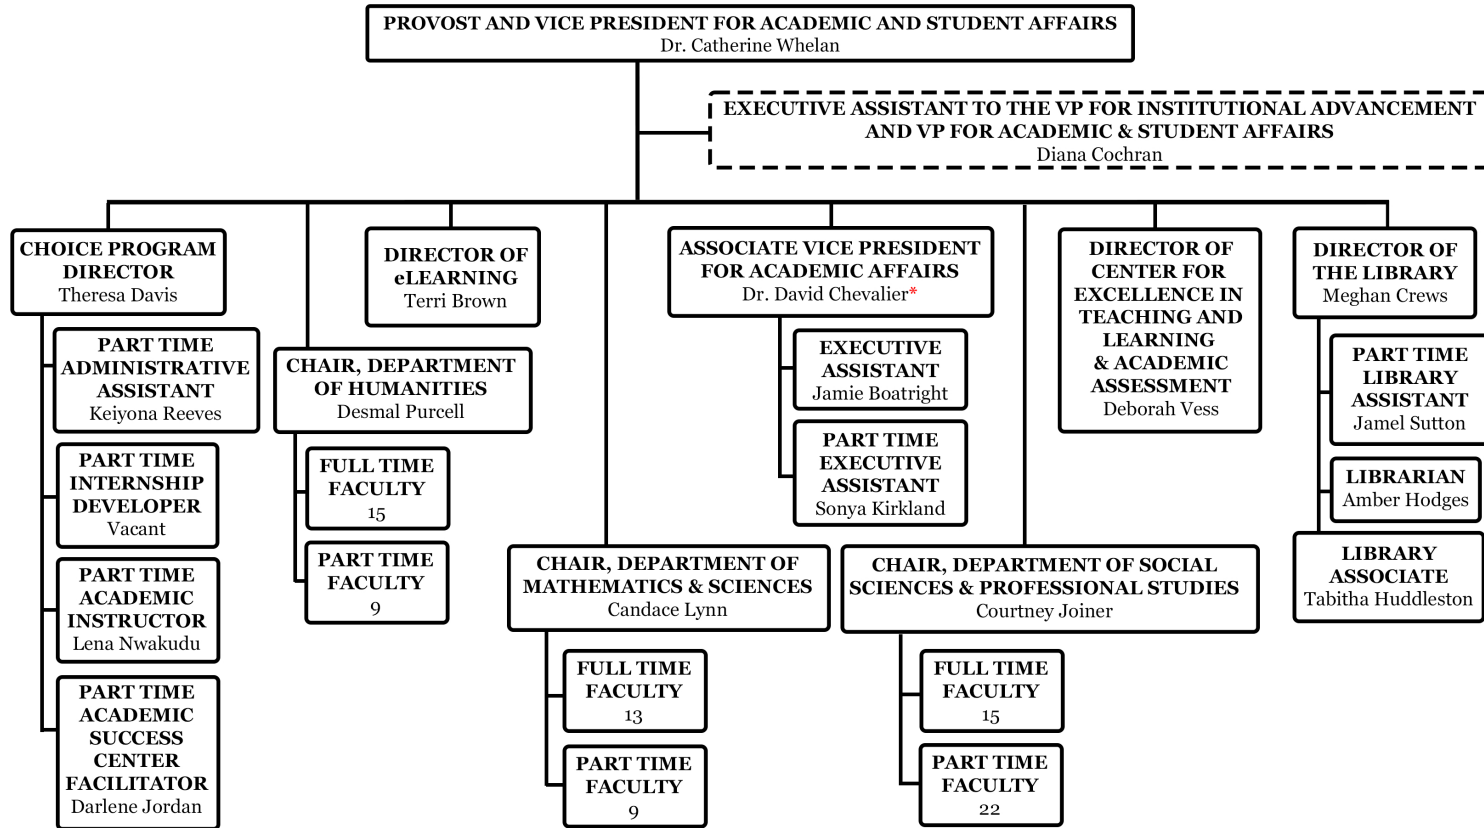 PROVOST AND VICE PRESIDENT FOR ACADEMIC AND STUDENT AFFAIRS
Dr. Catherine Whelan
EXECUTIVE ASSISTANT TO THE VP FOR INSTITUTIONAL ADVANCEMENT
AND VP FOR ACADEMIC & STUDENT AFFAIRS
Diana Cochran
CHOICE PROGRAM
DIRECTOR
Theresa Davis
PART TIME
ADMINISTRATIVE
ASSISTANT
Keiyona Reeves
PART TIME
INTERNSHIP
DEVELOPER
Vacant
PART TIME
ACADEMIC
INSTRUCTOR
Lena Nwakudu
PART TIME
ACADEMIC
SUCCESS
CENTER
FACILITATOR
Darlene Jordan
CHAIR, DEPARTMENT
OF HUMANITIES
Desmal Purcell
FULL TIME
FACULTY
15
PART TIME
FACULTY
9
DIRECTOR OF
eLEARNING
Terri Brown
CHAIR, DEPARTMENT OF
MATHEMATICS & SCIENCES
Candace Lynn
FULL TIME
FACULTY
13
PART TIME
FACULTY
9
ASSOCIATE VICE PRESIDENT
FOR ACADEMIC AFFAIRS
Dr. David Chevalier*
EXECUTIVE
ASSISTANT
Jamie Boatright
PART TIME
EXECUTIVE
ASSISTANT
Sonya Kirkland
CHAIR, DEPARTMENT OF SOCIAL
SCIENCES & PROFESSIONAL STUDIES
Courtney Joiner
FULL TIME
FACULTY
15
PART TIME
FACULTY
22
DIRECTOR OF
CENTER FOR
EXCELLENCE IN
TEACHING AND
LEARNING
& ACADEMIC
ASSESSMENT
Deborah Vess
DIRECTOR OF
THE LIBRARY
Meghan Crews
PART TIME
LIBRARY
ASSISTANT
Jamel Sutton
LIBRARIAN
Amber Hodges
LIBRARY
ASSOCIATE
Tabitha Huddleston